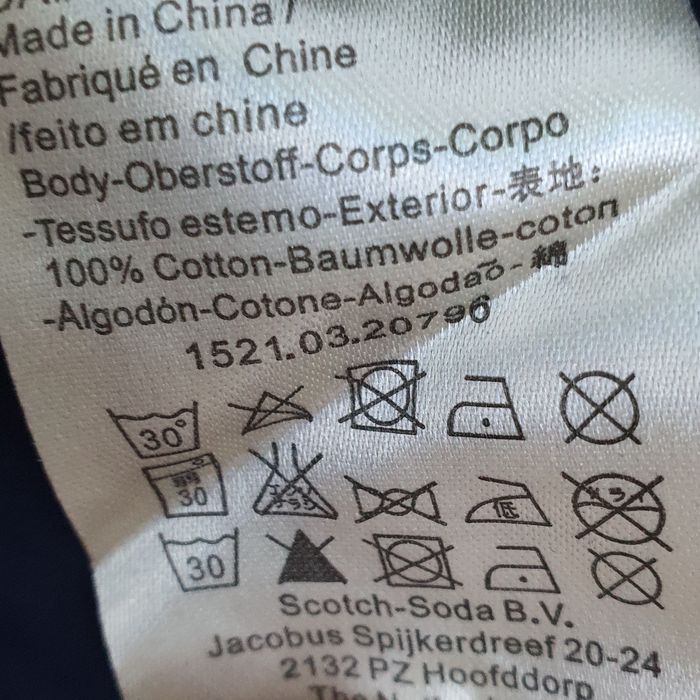 Made in China /
Fabriqué en Chine
/feito em chine
Body-Oberstoff-Corps-Corpo
-Tessufo estemo-Exterior-表地:
100% Cotton-Baumwolle-coton
-Algodón-Cotone-Algodaõ-綿
1521.03.20796
30°
30 低
30
Scotch-Soda B.V.
Jacobus Spijkerdreef 20-24
2132 PZ Hoofddorp
The